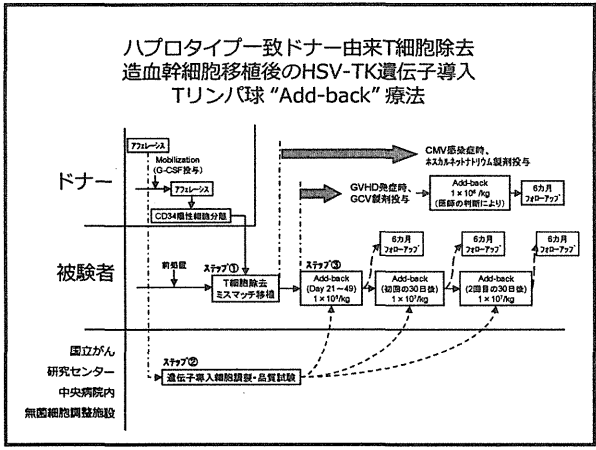 ハプロタイプ一致ドナー由来T細胞除去
造血幹細胞移植後のHSV-TK遺伝子導入
Tリンパ球 “Add-back” 療法
アフェレーシス
Mobilization
(G-CSF投与)
アフェレーシス
CD34陽性細胞分離
ドナー
CMV感染症時、
ホスカルネットナトリウム製剤投与
GVHD発症時、
GCV製剤投与
Add-back
(医師の判断により)
6カ月
フォローアップ
被験者
前処置
ステップ①
T細胞除去
ミスマッチ移植
ステップ③
Add-back
(Day 21~49)
1×10⁶/kg
6カ月
フォローアップ
Add-back
(初回の30日後)
1×10⁷/kg
6カ月
フォローアップ
Add-back
(2回目の30日後)
1×10⁷/kg
6カ月
フォローアップ
国立がん
研究センター
中央病院内
無菌細胞調整施設
ステップ②
遺伝子導入細胞調製・品質試験